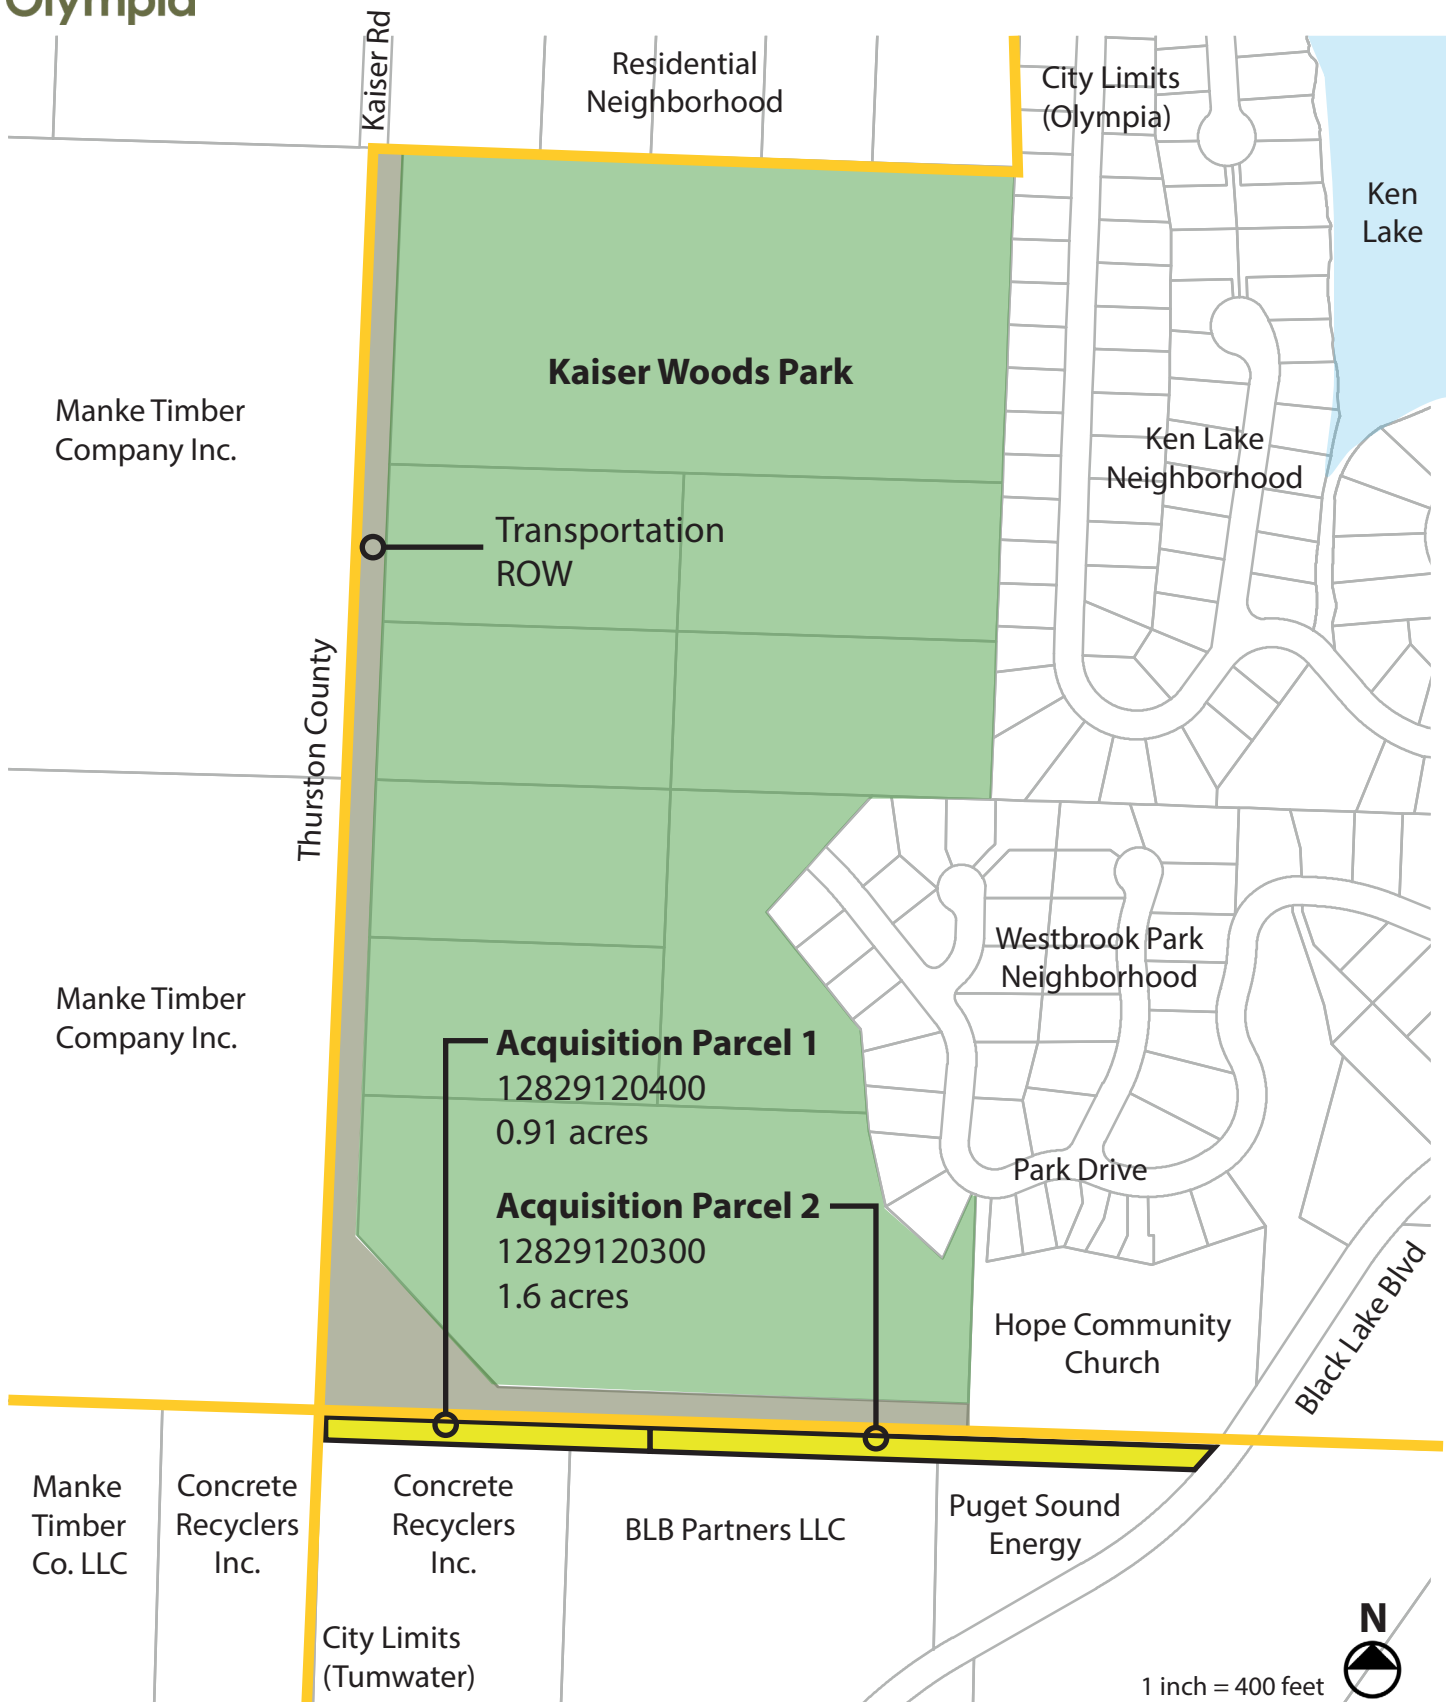 Olympia
Kaiser Rd
Residential
Neighborhood
City Limits
(Olympia)
Ken
Lake
Kaiser Woods Park
Manke Timber
Company Inc.
Ken Lake
Neighborhood
Transportation
ROW
Thurston County
Westbrook Park
Neighborhood
Manke Timber
Company Inc.
Acquisition Parcel 1
12829120400
0.91 acres
Park Drive
Acquisition Parcel 2
12829120300
1.6 acres
Hope Community
Church
Black Lake Blvd
Manke
Timber
Co. LLC
Concrete
Recyclers
Inc.
Concrete
Recyclers
Inc.
BLB Partners LLC
Puget Sound
Energy
City Limits
(Tumwater)
N
1 inch = 400 feet